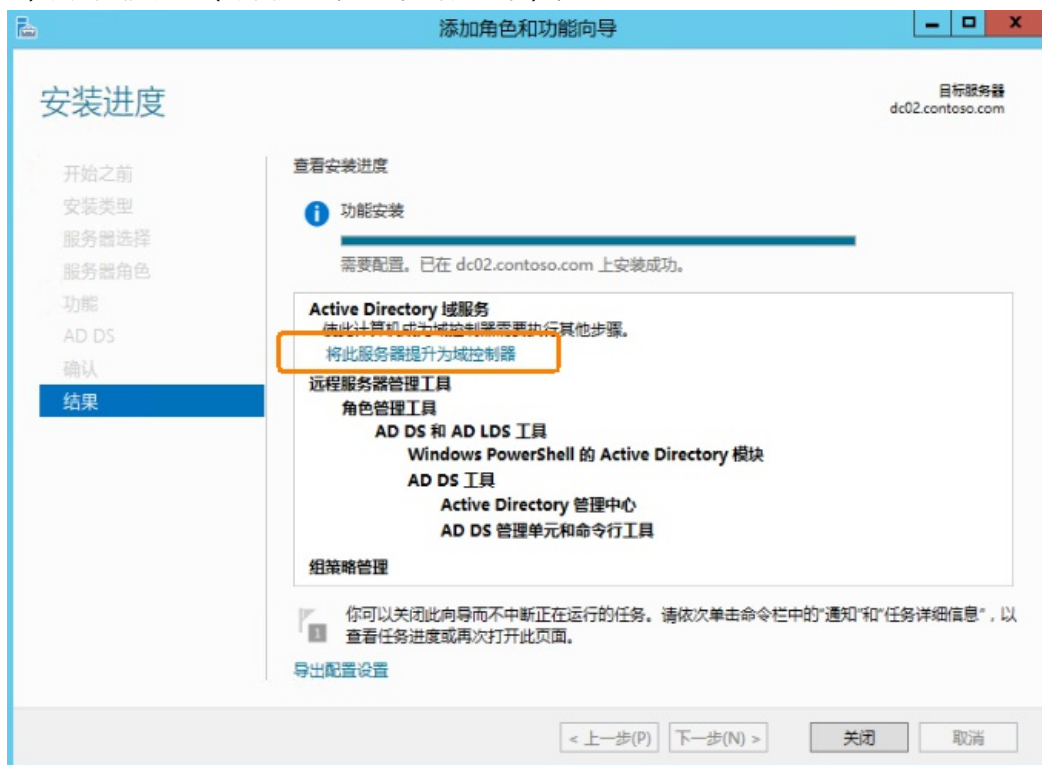 添加角色和功能向导
安装进度
目标服务器
dc02.contoso.com
开始之前
安装类型
服务器选择
服务器角色
功能
AD DS
确认
结果
查看安装进度
功能安装
需要配置。已在 dc02.contoso.com 上安装成功。
Active Directory 域服务
使此计算机成为域控制器需要执行其他步骤。
将此服务器提升为域控制器
远程服务器管理工具
角色管理工具
AD DS 和 AD LDS 工具
Windows PowerShell 的 Active Directory 模块
AD DS 工具
Active Directory 管理中心
AD DS 管理单元和命令行工具
组策略管理
1
你可以关闭此向导而不中断正在运行的任务。请依次单击命令栏中的"通知"和"任务详细信息"，以
查看任务进度或再次打开此页面。
导出配置设置
< 上一步(P) 下一步(N) > 关闭 取消